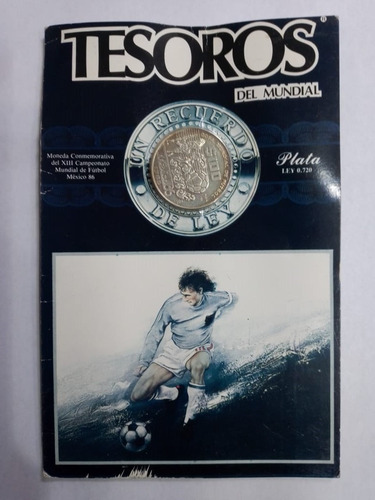 TESOROS
DEL MUNDIAL
UN RECUERDO
DE LEY
Moneda Conmemorativa
del XIII Campeonato
Mundial de Fútbol
México 86
Plata
LEY 0.720